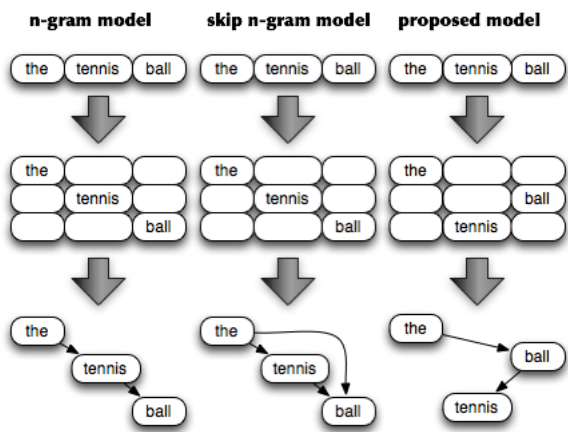 n-gram model skip n-gram model proposed model
the tennis ball the tennis ball the tennis ball
the the the
tennis tennis ball
ball ball tennis
the the the
tennis tennis ball
ball ball tennis